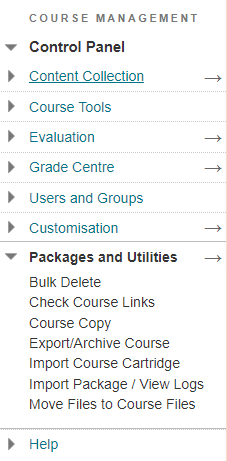 COURSE MANAGEMENT
Control Panel
Content Collection
Course Tools
Evaluation
Grade Centre
Users and Groups
Customisation
Packages and Utilities
Bulk Delete
Check Course Links
Course Copy
Export/Archive Course
Import Course Cartridge
Import Package / View Logs
Move Files to Course Files
Help